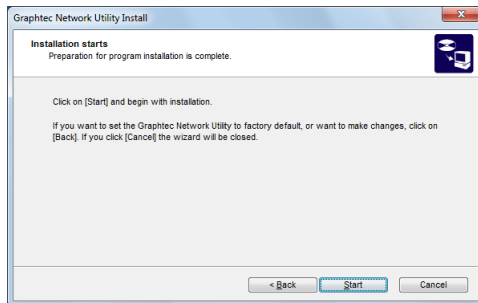 Graphtec Network Utility Install
Installation starts
Preparation for program installation is complete.
Click on [Start] and begin with installation.
If you want to set the Graphtec Network Utility to factory default, or want to make changes, click on
[Back]. If you click [Cancel] the wizard will be closed.
< Back Start Cancel